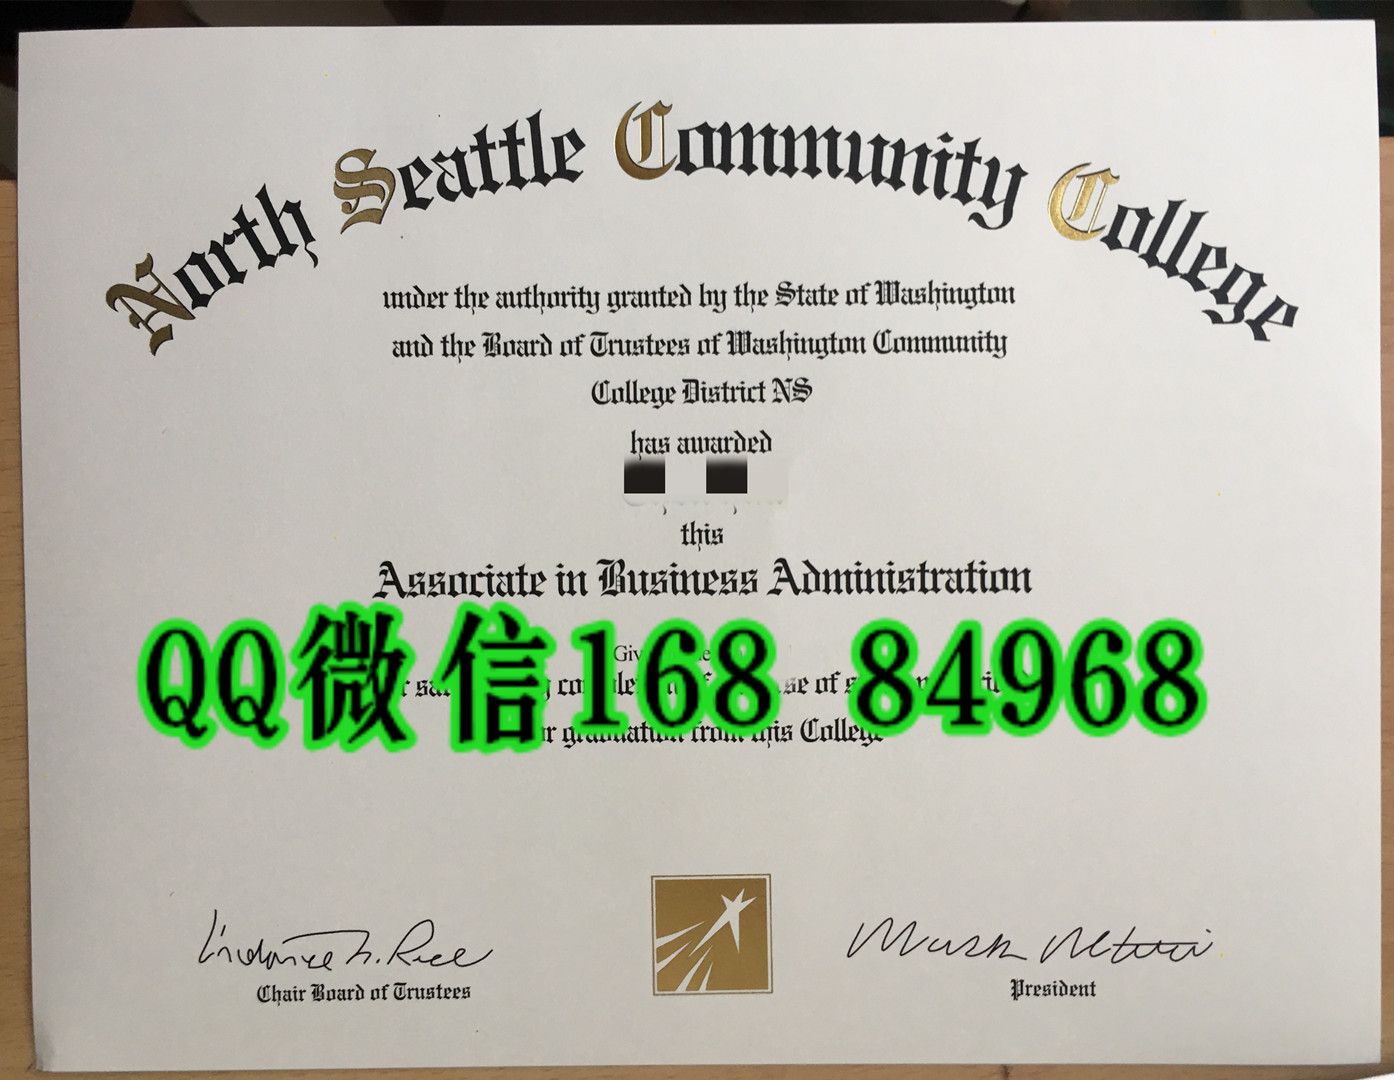 North Seattle Community College
under the authority granted by the State of Washington
and the Board of Trustees of Washington Community
College District NS
has awarded
this
Associate in Business Administration
QQ微信168 84968
of
graduation from this College
Chair Board of Trustees
President